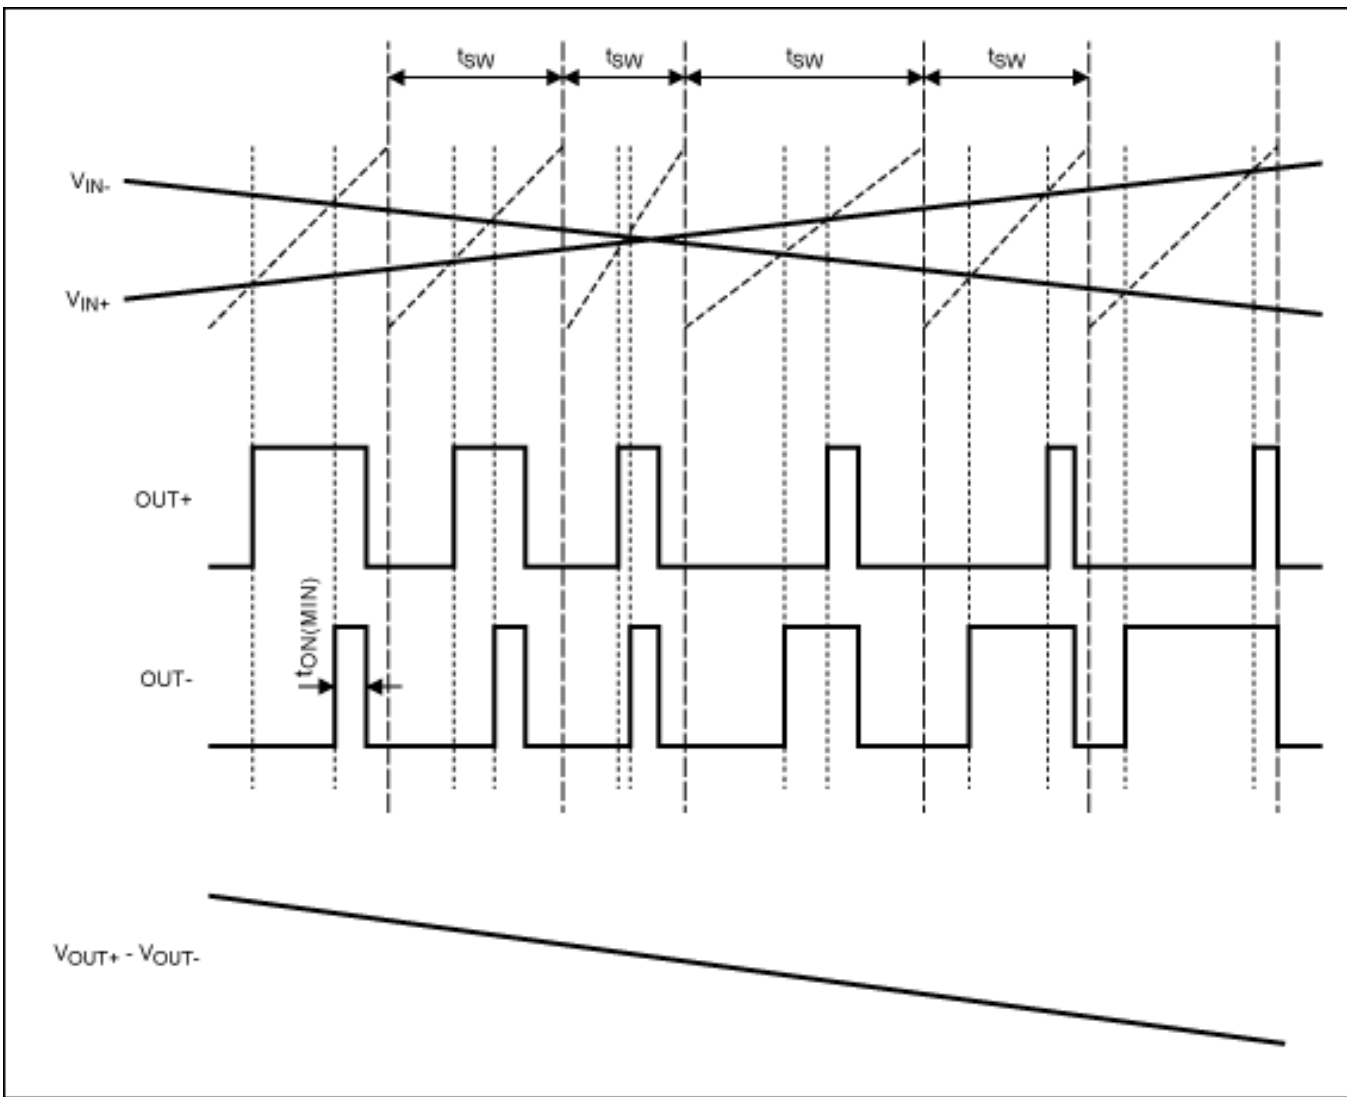 tSW tSW tSW tSW
VIN-
VIN+
OUT+
tON(MIN)
OUT-
VOUT+ - VOUT-